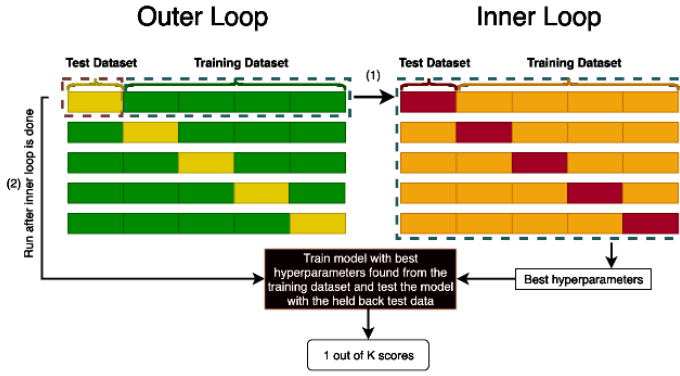 Outer Loop
Inner Loop
Test Dataset
Training Dataset
(1)
Test Dataset
Training Dataset
(2)
Run after inner loop is done
Train model with best
hyperparameters found from the
training dataset and test the model
with the held back test data
Best hyperparameters
1 out of K scores